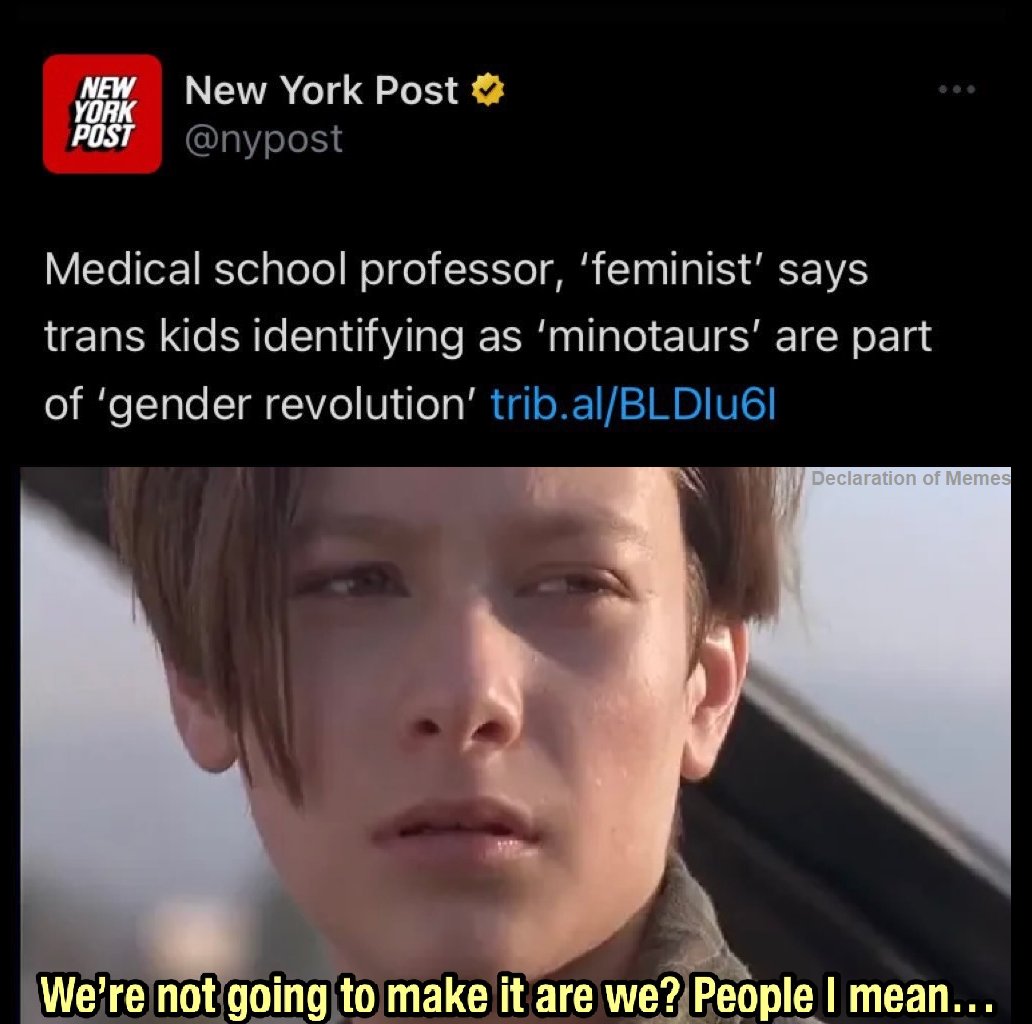 NEW
YORK
POST
New York Post
@nypost
Medical school professor, ‘feminist’ says
trans kids identifying as ‘minotaurs’ are part
of ‘gender revolution’ trib.al/BLDIu6I
Declaration of Memes
We're not going to make it are we? People I mean...